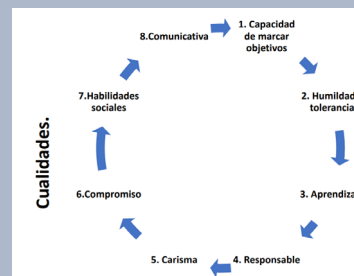 Cualidades.
1. Capacidad
de marcar
objetivos
2. Humildad
tolerancia
3. Aprendiza
4. Responsable
5. Carisma
6.Compromiso
7.Habilidades
sociales
8.Comunicativa